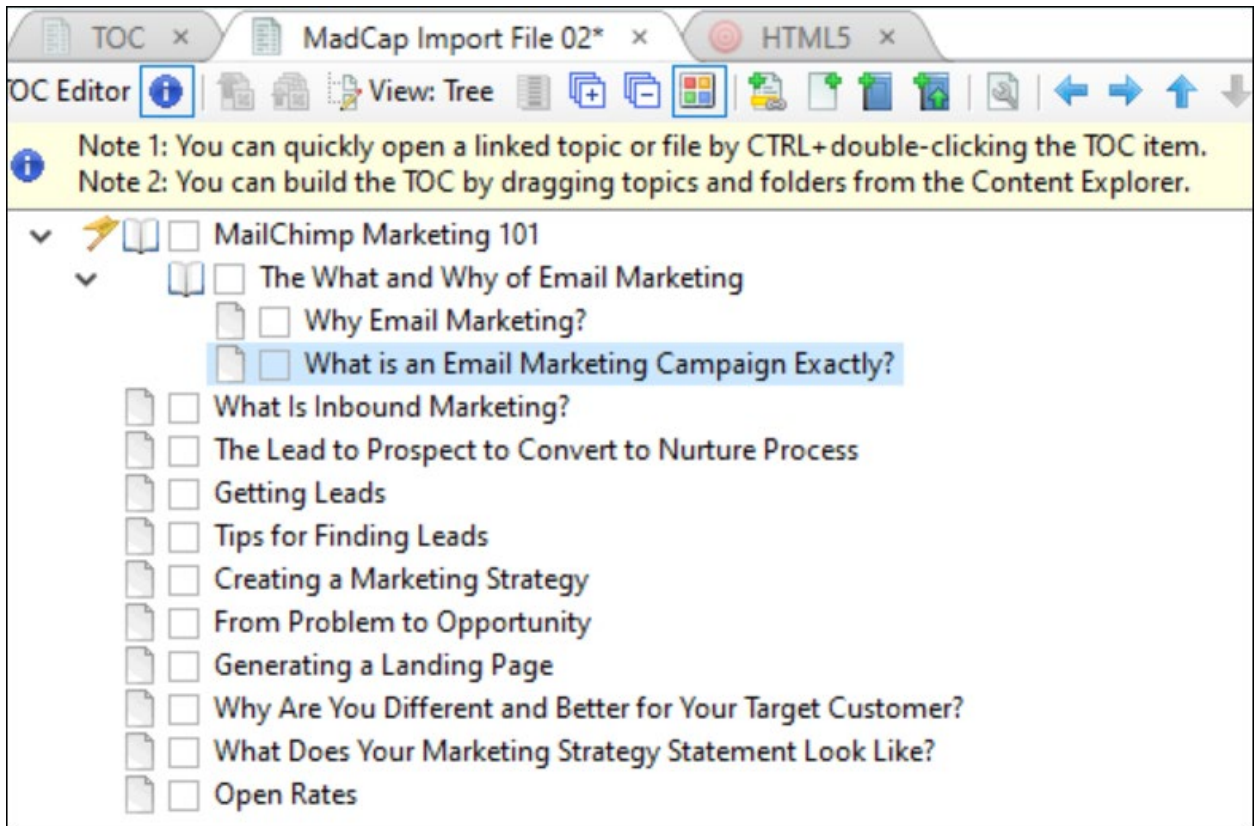 TOC × MadCap Import File 02* × HTML5 ×
OC Editor View: Tree
Note 1: You can quickly open a linked topic or file by CTRL+double-clicking the TOC item.
Note 2: You can build the TOC by dragging topics and folders from the Content Explorer.
MailChimp Marketing 101
The What and Why of Email Marketing
Why Email Marketing?
What is an Email Marketing Campaign Exactly?
What Is Inbound Marketing?
The Lead to Prospect to Convert to Nurture Process
Getting Leads
Tips for Finding Leads
Creating a Marketing Strategy
From Problem to Opportunity
Generating a Landing Page
Why Are You Different and Better for Your Target Customer?
What Does Your Marketing Strategy Statement Look Like?
Open Rates